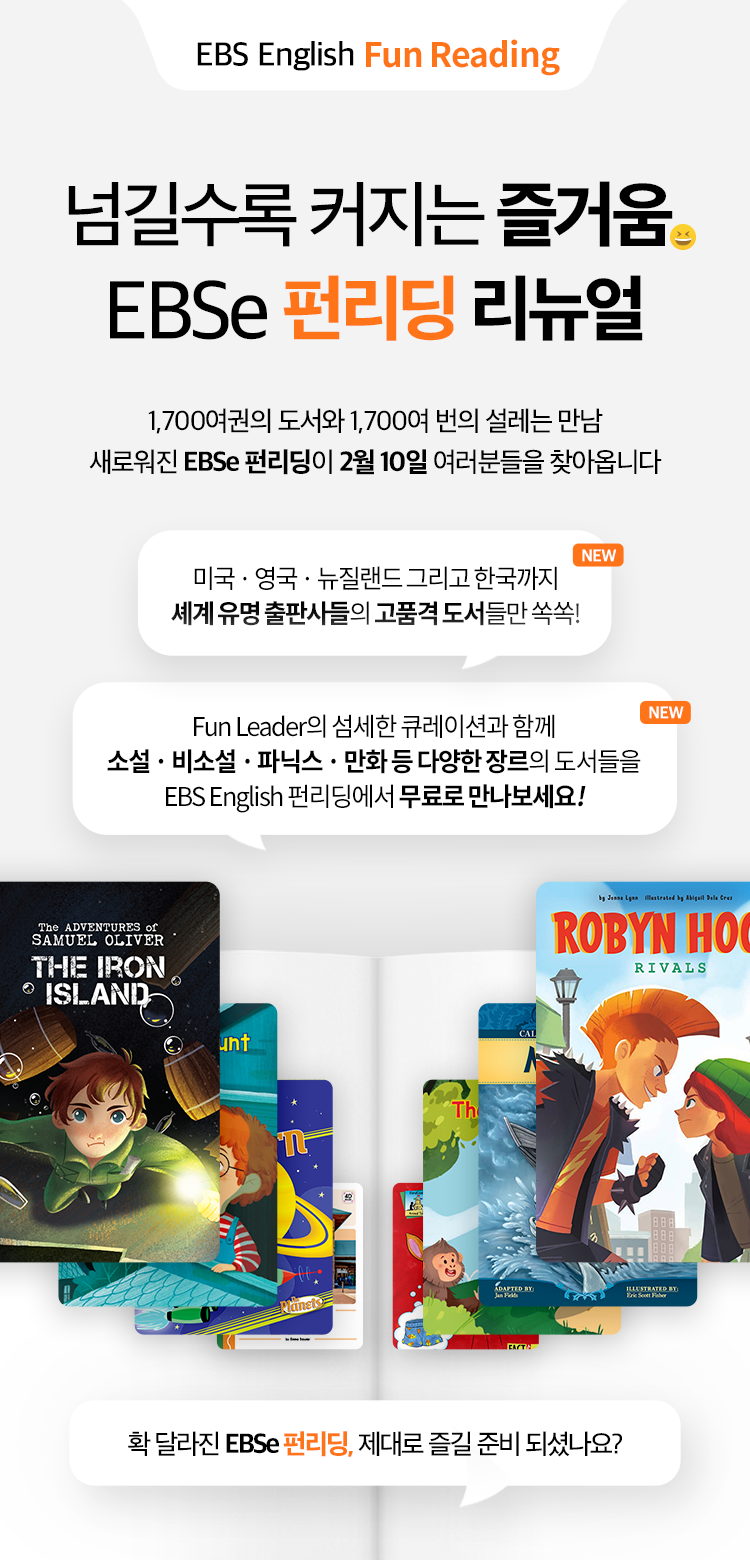 EBS English Fun Reading
넘길수록 커지는 즐거움
EBSe 펀리딩 리뉴얼
1,700여권의 도서와 1,700여 번의 설레는 만남
새로워진 EBSe 펀리딩이 2월 10일 여러분들을 찾아옵니다
NEW
미국 · 영국 · 뉴질랜드 그리고 한국까지
세계 유명 출판사들의 고품격 도서들만 쏙쏙!
NEW
Fun Leader의 섬세한 큐레이션과 함께
소설 · 비소설 · 파닉스 · 만화 등 다양한 장르의 도서들을
EBS English 펀리딩에서 무료로 만나보세요!
The ADVENTURES of
SAMUEL OLIVER
THE IRON
ISLAND
unt
rn
the Planets
by Jenna Lynn illustrated by Abigail Dela Cruz
ROBYN HOO
RIVALS
CAL
Th
ADAPTED BY:
Jan Fields
ILLUSTRATED BY:
Eric Scott Fisher
FACT
확 달라진 EBSe 펀리딩, 제대로 즐길 준비 되셨나요?